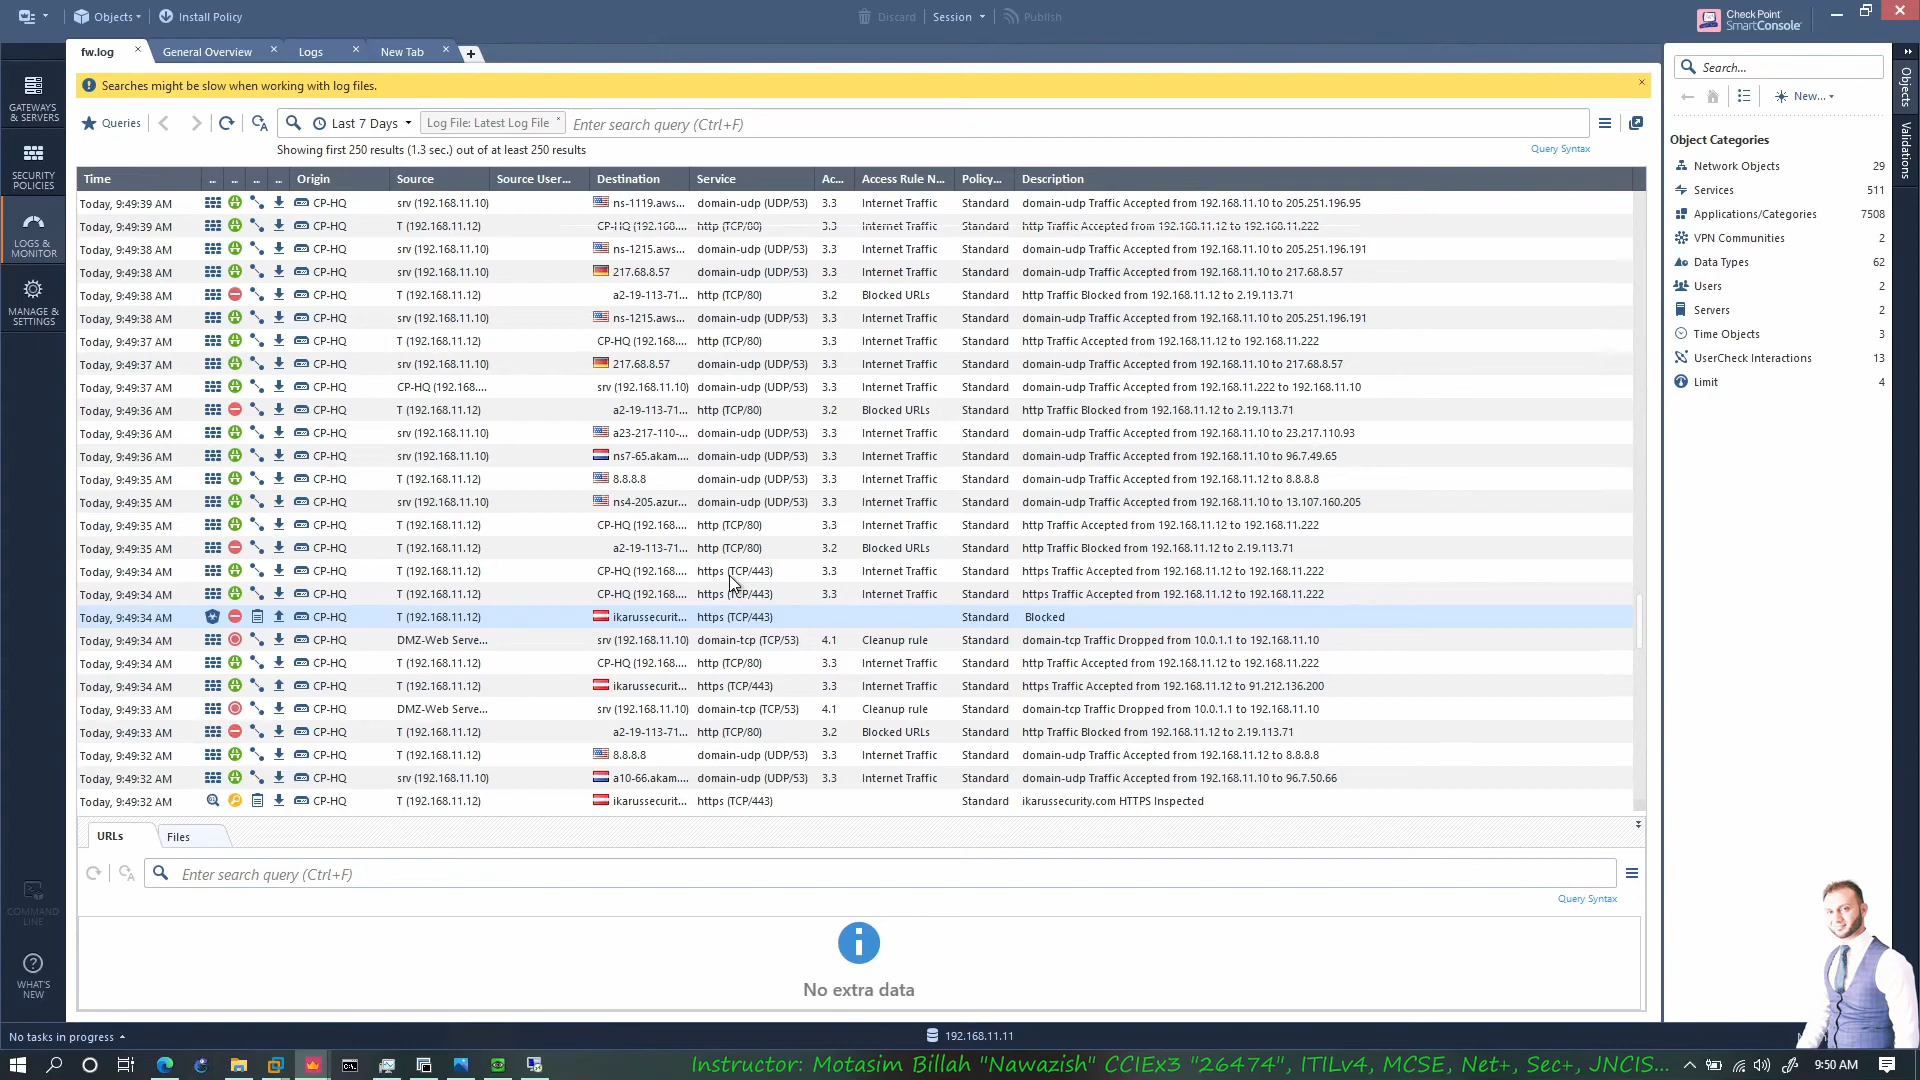 Objects Install Policy Discard Session Publish Check Point SmartConsole
fw.log General Overview Logs New Tab
Searches might be slow when working with log files.
Queries Last 7 Days Log File: Latest Log File Enter search query (Ctrl+F)
Showing first 250 results (1.3 sec.) out of at least 250 results Query Syntax
Time .. .. .. .. Origin Source Source User... Destination Service Ac... Access Rule N... Policy... Description
Today, 9:49:39 AM CP-HQ srv (192.168.11.10) ns-1119.aws... domain-udp (UDP/53) 3.3 Internet Traffic Standard domain-udp Traffic Accepted from 192.168.11.10 to 205.251.196.95
Today, 9:49:39 AM CP-HQ T (192.168.11.12) CP-HQ (192.168.... http (TCP/80) 3.3 Internet Traffic Standard http Traffic Accepted from 192.168.11.12 to 192.168.11.222
Today, 9:49:38 AM CP-HQ srv (192.168.11.10) ns-1215.aws... domain-udp (UDP/53) 3.3 Internet Traffic Standard domain-udp Traffic Accepted from 192.168.11.10 to 205.251.196.191
Today, 9:49:38 AM CP-HQ srv (192.168.11.10) 217.68.8.57 domain-udp (UDP/53) 3.3 Internet Traffic Standard domain-udp Traffic Accepted from 192.168.11.10 to 217.68.8.57
Today, 9:49:38 AM CP-HQ T (192.168.11.12) a2-19-113-71... http (TCP/80) 3.2 Blocked URLs Standard http Traffic Blocked from 192.168.11.12 to 2.19.113.71
Today, 9:49:38 AM CP-HQ srv (192.168.11.10) ns-1215.aws... domain-udp (UDP/53) 3.3 Internet Traffic Standard domain-udp Traffic Accepted from 192.168.11.10 to 205.251.196.191
Today, 9:49:37 AM CP-HQ T (192.168.11.12) CP-HQ (192.168.... http (TCP/80) 3.3 Internet Traffic Standard http Traffic Accepted from 192.168.11.12 to 192.168.11.222
Today, 9:49:37 AM CP-HQ srv (192.168.11.10) 217.68.8.57 domain-udp (UDP/53) 3.3 Internet Traffic Standard domain-udp Traffic Accepted from 192.168.11.10 to 217.68.8.57
Today, 9:49:37 AM CP-HQ CP-HQ (192.168.... srv (192.168.11.10) domain-udp (UDP/53) 3.3 Internet Traffic Standard domain-udp Traffic Accepted from 192.168.11.222 to 192.168.11.10
Today, 9:49:36 AM CP-HQ T (192.168.11.12) a2-19-113-71... http (TCP/80) 3.2 Blocked URLs Standard http Traffic Blocked from 192.168.11.12 to 2.19.113.71
Today, 9:49:36 AM CP-HQ srv (192.168.11.10) a23-217-110-... domain-udp (UDP/53) 3.3 Internet Traffic Standard domain-udp Traffic Accepted from 192.168.11.10 to 23.217.110.93
Today, 9:49:36 AM CP-HQ srv (192.168.11.10) ns7-65.akam.... domain-udp (UDP/53) 3.3 Internet Traffic Standard domain-udp Traffic Accepted from 192.168.11.10 to 96.7.49.65
Today, 9:49:35 AM CP-HQ T (192.168.11.12) 8.8.8.8 domain-udp (UDP/53) 3.3 Internet Traffic Standard domain-udp Traffic Accepted from 192.168.11.12 to 8.8.8.8
Today, 9:49:35 AM CP-HQ srv (192.168.11.10) ns4-205.azur... domain-udp (UDP/53) 3.3 Internet Traffic Standard domain-udp Traffic Accepted from 192.168.11.10 to 13.107.160.205
Today, 9:49:35 AM CP-HQ T (192.168.11.12) CP-HQ (192.168.... http (TCP/80) 3.3 Internet Traffic Standard http Traffic Accepted from 192.168.11.12 to 192.168.11.222
Today, 9:49:35 AM CP-HQ T (192.168.11.12) a2-19-113-71... http (TCP/80) 3.2 Blocked URLs Standard http Traffic Blocked from 192.168.11.12 to 2.19.113.71
Today, 9:49:34 AM CP-HQ T (192.168.11.12) CP-HQ (192.168.... https (TCP/443) 3.3 Internet Traffic Standard https Traffic Accepted from 192.168.11.12 to 192.168.11.222
Today, 9:49:34 AM CP-HQ T (192.168.11.12) CP-HQ (192.168.... https (TCP/443) 3.3 Internet Traffic Standard https Traffic Accepted from 192.168.11.12 to 192.168.11.222
Today, 9:49:34 AM CP-HQ T (192.168.11.12) ikarussecurit... https (TCP/443) Standard Blocked
Today, 9:49:34 AM CP-HQ DMZ-Web Serve... srv (192.168.11.10) domain-tcp (TCP/53) 4.1 Cleanup rule Standard domain-tcp Traffic Dropped from 10.0.1.1 to 192.168.11.10
Today, 9:49:34 AM CP-HQ T (192.168.11.12) CP-HQ (192.168.... http (TCP/80) 3.3 Internet Traffic Standard http Traffic Accepted from 192.168.11.12 to 192.168.11.222
Today, 9:49:34 AM CP-HQ T (192.168.11.12) ikarussecurit... https (TCP/443) 3.3 Internet Traffic Standard https Traffic Accepted from 192.168.11.12 to 91.212.136.200
Today, 9:49:33 AM CP-HQ DMZ-Web Serve... srv (192.168.11.10) domain-tcp (TCP/53) 4.1 Cleanup rule Standard domain-tcp Traffic Dropped from 10.0.1.1 to 192.168.11.10
Today, 9:49:33 AM CP-HQ T (192.168.11.12) a2-19-113-71... http (TCP/80) 3.2 Blocked URLs Standard http Traffic Blocked from 192.168.11.12 to 2.19.113.71
Today, 9:49:32 AM CP-HQ T (192.168.11.12) 8.8.8.8 domain-udp (UDP/53) 3.3 Internet Traffic Standard domain-udp Traffic Accepted from 192.168.11.12 to 8.8.8.8
Today, 9:49:32 AM CP-HQ srv (192.168.11.10) a10-66.akam.... domain-udp (UDP/53) 3.3 Internet Traffic Standard domain-udp Traffic Accepted from 192.168.11.10 to 96.7.50.66
Today, 9:49:32 AM CP-HQ T (192.168.11.12) ikarussecurit... https (TCP/443) Standard ikarussecurity.com HTTPS Inspected
URLs Files
Enter search query (Ctrl+F)
Query Syntax
No extra data
GATEWAYS & SERVERS
SECURITY POLICIES
LOGS & MONITOR
MANAGE & SETTINGS
COMMAND LINE
WHAT'S NEW
Search...
New...
Object Categories
Network Objects 29
Services 511
Applications/Categories 7508
VPN Communities 2
Data Types 62
Users 2
Servers 2
Time Objects 3
UserCheck Interactions 13
Limit 4
Objects
Validations
No tasks in progress 192.168.11.11
Instructor: Motasim Billah "Nawazish" CCIEx3 "26474", ITILv4, MCSE, Net+, Sec+, JNCIS... 9:50 AM